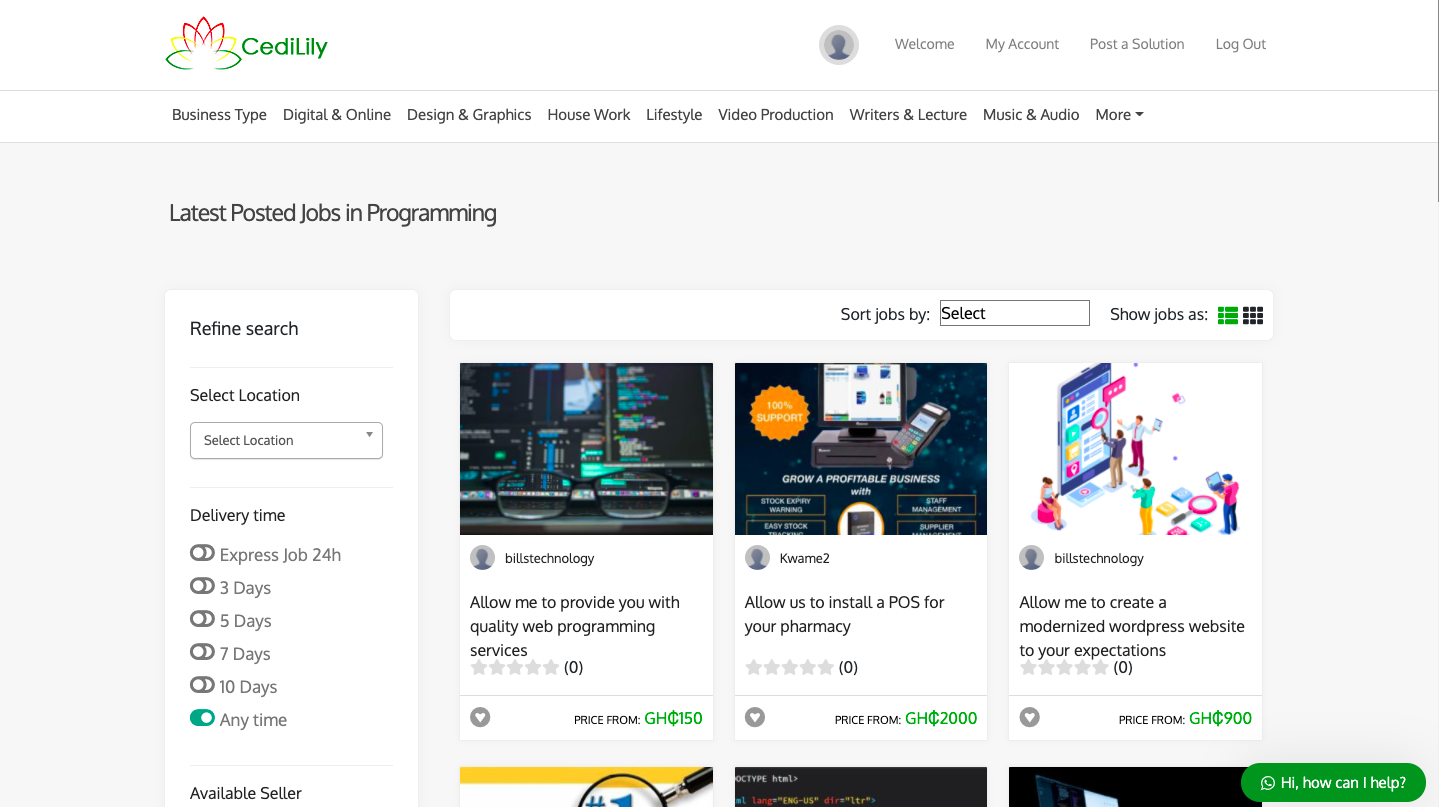 CediLily
Welcome
My Account
Post a Solution
Log Out
Business Type
Digital & Online
Design & Graphics
House Work
Lifestyle
Video Production
Writers & Lecture
Music & Audio
More
Latest Posted Jobs in Programming
Refine search
Select Location
Select Location
Delivery time
Express Job 24h
3 Days
5 Days
7 Days
10 Days
Any time
Available Seller
Sort jobs by:
Select
Show jobs as:
billstechnology
Allow me to provide you with
quality web programming
services
(0)
PRICE FROM: GH₵150
100%
SUPPORT
GROW A PROFITABLE BUSINESS
with
STOCK EXPIRY
WARNING
STAFF
MANAGEMENT
EASY STOCK
TRACKING
SUPPLIER
Kwame2
Allow us to install a POS for
your pharmacy
(0)
PRICE FROM: GH₵2000
billstechnology
Allow me to create a
modernized wordpress website
to your expectations
(0)
PRICE FROM: GH₵900
#1
OCTYPE html>
ml lang="ENG-US" dir="ltr">
Hi, how can I help?